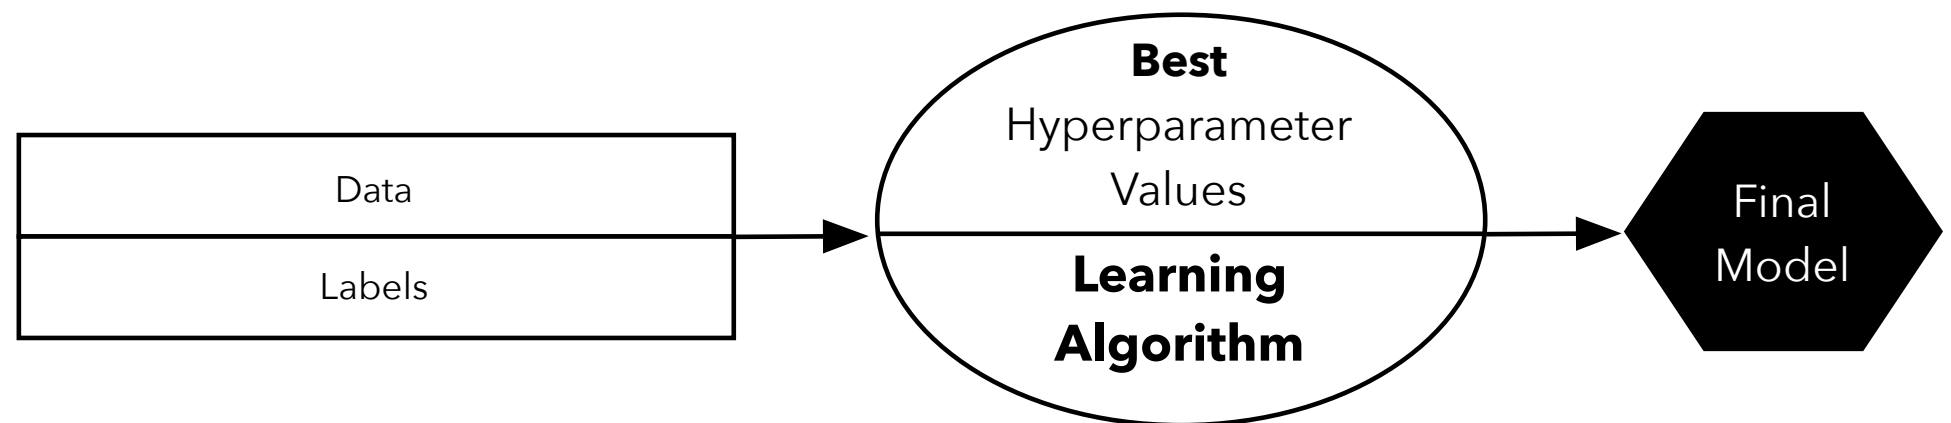 Data
Labels
Best
Hyperparameter
Values
Learning
Algorithm
Final
Model